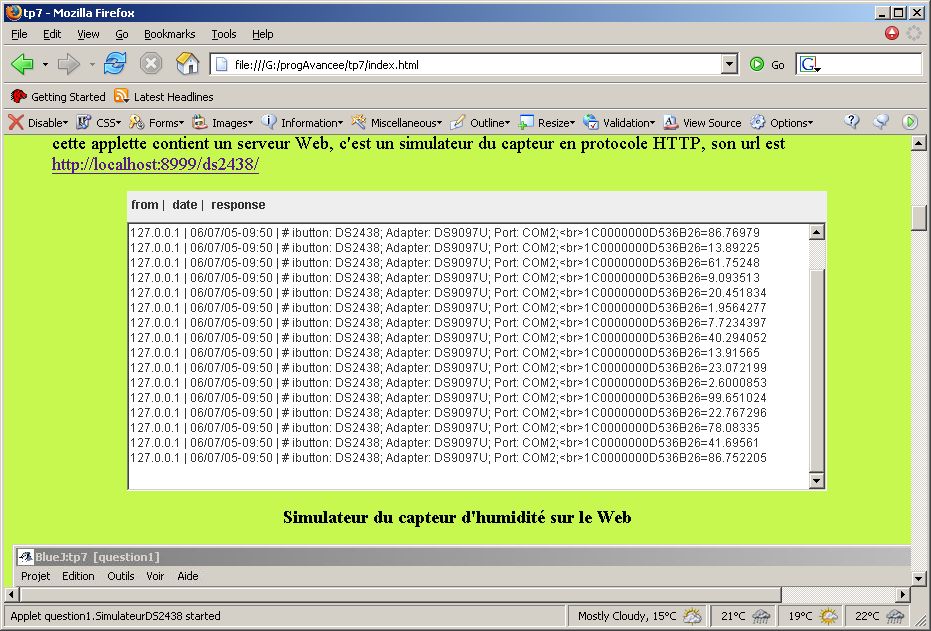 tp7 - Mozilla Firefox
File Edit View Go Bookmarks Tools Help
file:///G:/progAvancee/tp7/index.html Go G
Getting Started Latest Headlines
Disable CSS Forms Images Information Miscellaneous Outline Resize Validation View Source Options
cette applette contient un serveur Web, c'est un simulateur du capteur en protocole HTTP, son url est
http://localhost:8999/ds2438/
from | date | response
127.0.0.1 | 06/07/05-09:50 | # ibutton: DS2438; Adapter: DS9097U; Port: COM2;<br>1C0000000D536B26=86.76979
127.0.0.1 | 06/07/05-09:50 | # ibutton: DS2438; Adapter: DS9097U; Port: COM2;<br>1C0000000D536B26=13.89225
127.0.0.1 | 06/07/05-09:50 | # ibutton: DS2438; Adapter: DS9097U; Port: COM2;<br>1C0000000D536B26=61.75248
127.0.0.1 | 06/07/05-09:50 | # ibutton: DS2438; Adapter: DS9097U; Port: COM2;<br>1C0000000D536B26=9.093513
127.0.0.1 | 06/07/05-09:50 | # ibutton: DS2438; Adapter: DS9097U; Port: COM2;<br>1C0000000D536B26=20.451834
127.0.0.1 | 06/07/05-09:50 | # ibutton: DS2438; Adapter: DS9097U; Port: COM2;<br>1C0000000D536B26=1.9564277
127.0.0.1 | 06/07/05-09:50 | # ibutton: DS2438; Adapter: DS9097U; Port: COM2;<br>1C0000000D536B26=7.7234397
127.0.0.1 | 06/07/05-09:50 | # ibutton: DS2438; Adapter: DS9097U; Port: COM2;<br>1C0000000D536B26=40.294052
127.0.0.1 | 06/07/05-09:50 | # ibutton: DS2438; Adapter: DS9097U; Port: COM2;<br>1C0000000D536B26=13.91565
127.0.0.1 | 06/07/05-09:50 | # ibutton: DS2438; Adapter: DS9097U; Port: COM2;<br>1C0000000D536B26=23.072199
127.0.0.1 | 06/07/05-09:50 | # ibutton: DS2438; Adapter: DS9097U; Port: COM2;<br>1C0000000D536B26=2.6000853
127.0.0.1 | 06/07/05-09:50 | # ibutton: DS2438; Adapter: DS9097U; Port: COM2;<br>1C0000000D536B26=99.651024
127.0.0.1 | 06/07/05-09:50 | # ibutton: DS2438; Adapter: DS9097U; Port: COM2;<br>1C0000000D536B26=22.767296
127.0.0.1 | 06/07/05-09:50 | # ibutton: DS2438; Adapter: DS9097U; Port: COM2;<br>1C0000000D536B26=78.08335
127.0.0.1 | 06/07/05-09:50 | # ibutton: DS2438; Adapter: DS9097U; Port: COM2;<br>1C0000000D536B26=41.69561
127.0.0.1 | 06/07/05-09:50 | # ibutton: DS2438; Adapter: DS9097U; Port: COM2;<br>1C0000000D536B26=86.752205
Simulateur du capteur d'humidité sur le Web
BlueJ:tp7 [question1]
Projet Edition Outils Voir Aide
Applet question1.SimulateurDS2438 started Mostly Cloudy, 15°C 21°C 19°C 22°C